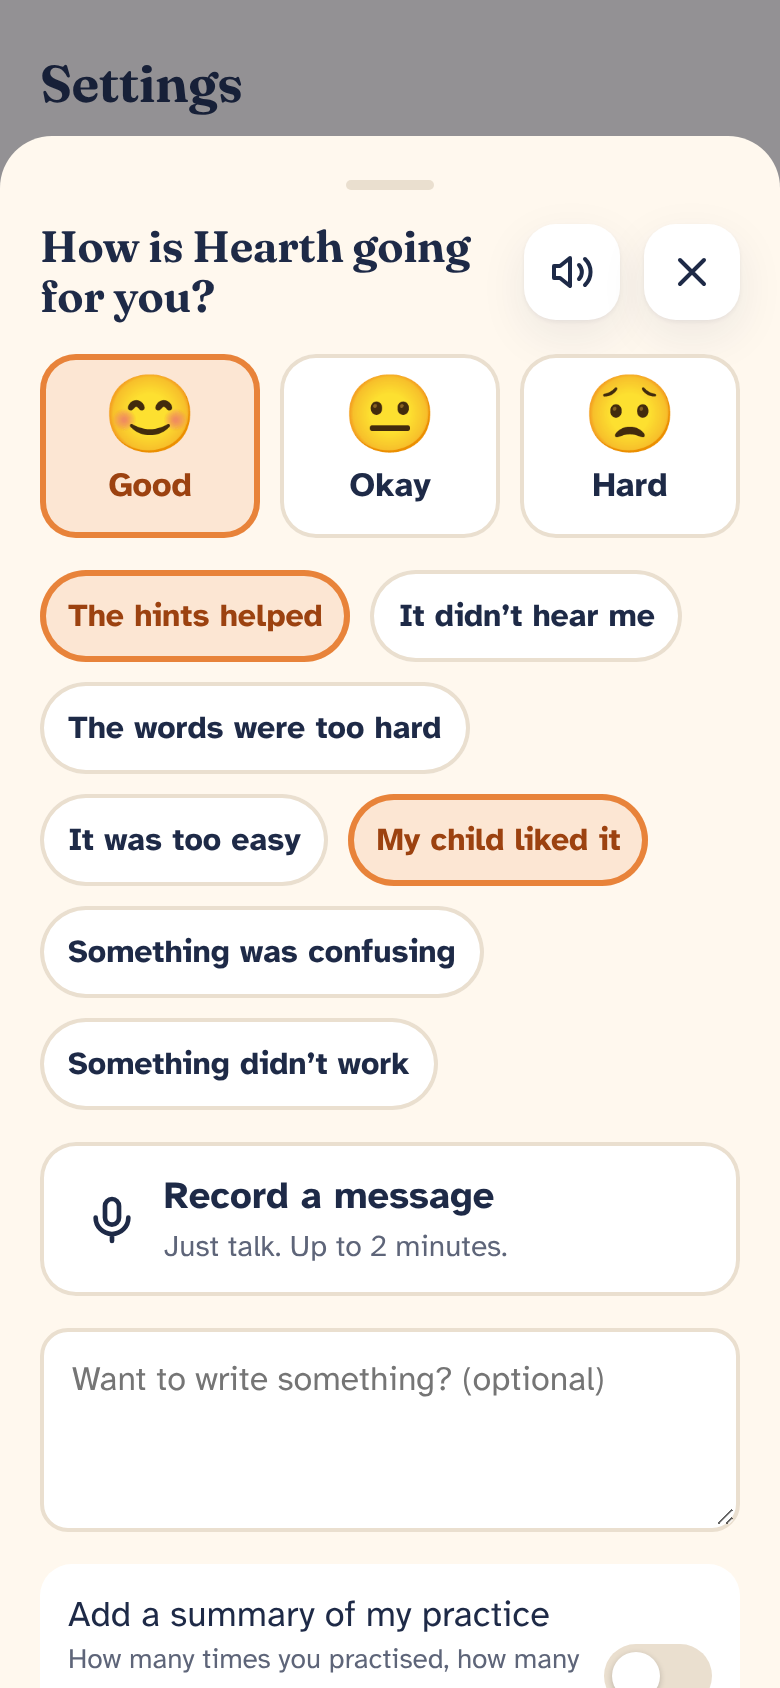 Settings
How is Hearth going
for you?
Good
Okay
Hard
The hints helped
It didn’t hear me
The words were too hard
It was too easy
My child liked it
Something was confusing
Something didn’t work
Record a message
Just talk. Up to 2 minutes.
Want to write something? (optional)
Add a summary of my practice
How many times you practised, how many